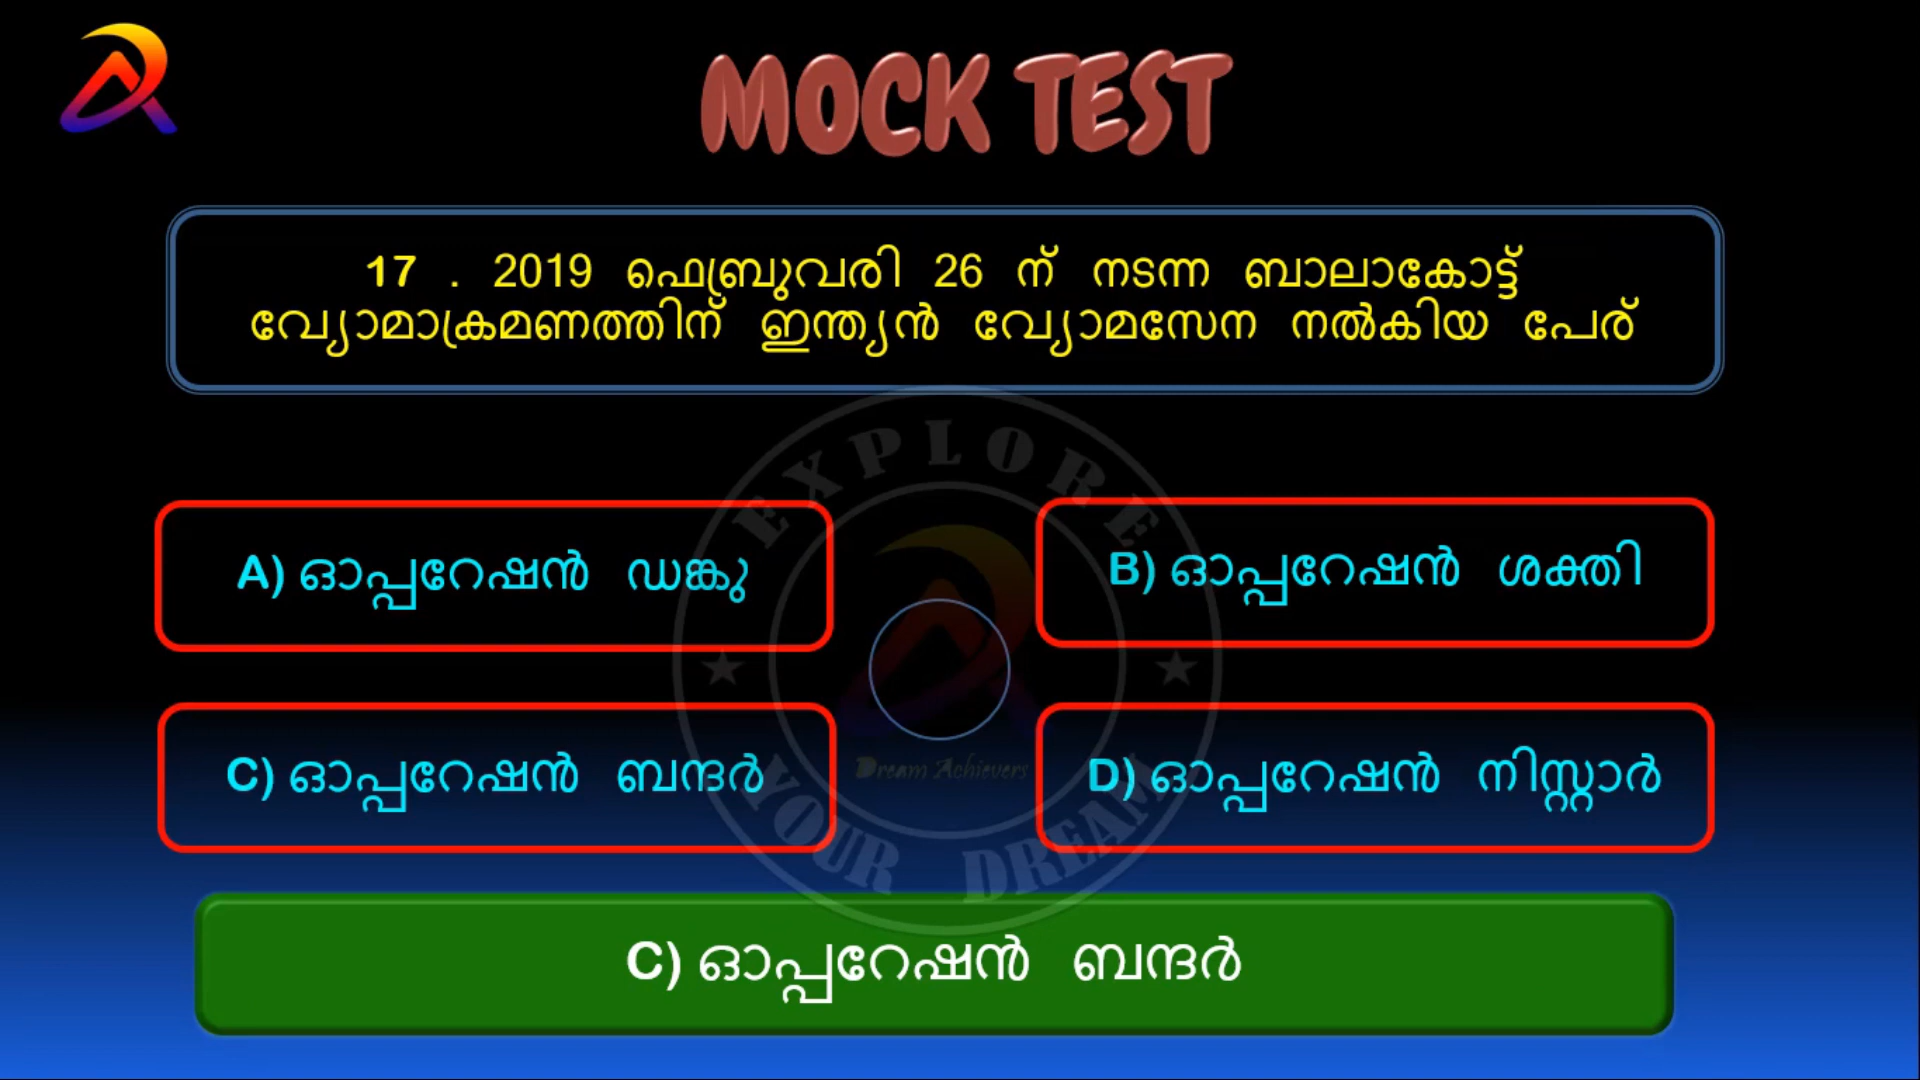 MOCK TEST
17 . 2019 ഫെബ്രുവരി 26 ന് നടന്ന ബാലാകോട്ട്
വ്യോമാക്രമണത്തിന് ഇന്ത്യൻ വ്യോമസേന നൽകിയ പേര്
A) ഓപ്പറേഷൻ ഡങ്കു
B) ഓപ്പറേഷൻ ശക്തി
C) ഓപ്പറേഷൻ ബന്ദർ
D) ഓപ്പറേഷൻ നിസ്റ്റാർ
EXPLORE
Dream Achievers
YOUR DREAM
C) ഓപ്പറേഷൻ ബന്ദർ